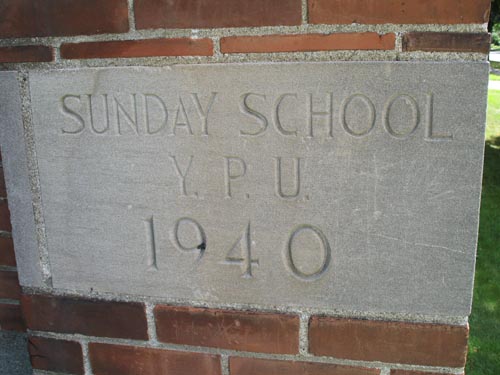 SUNDAY SCHOOL
Y. P. U.
1940